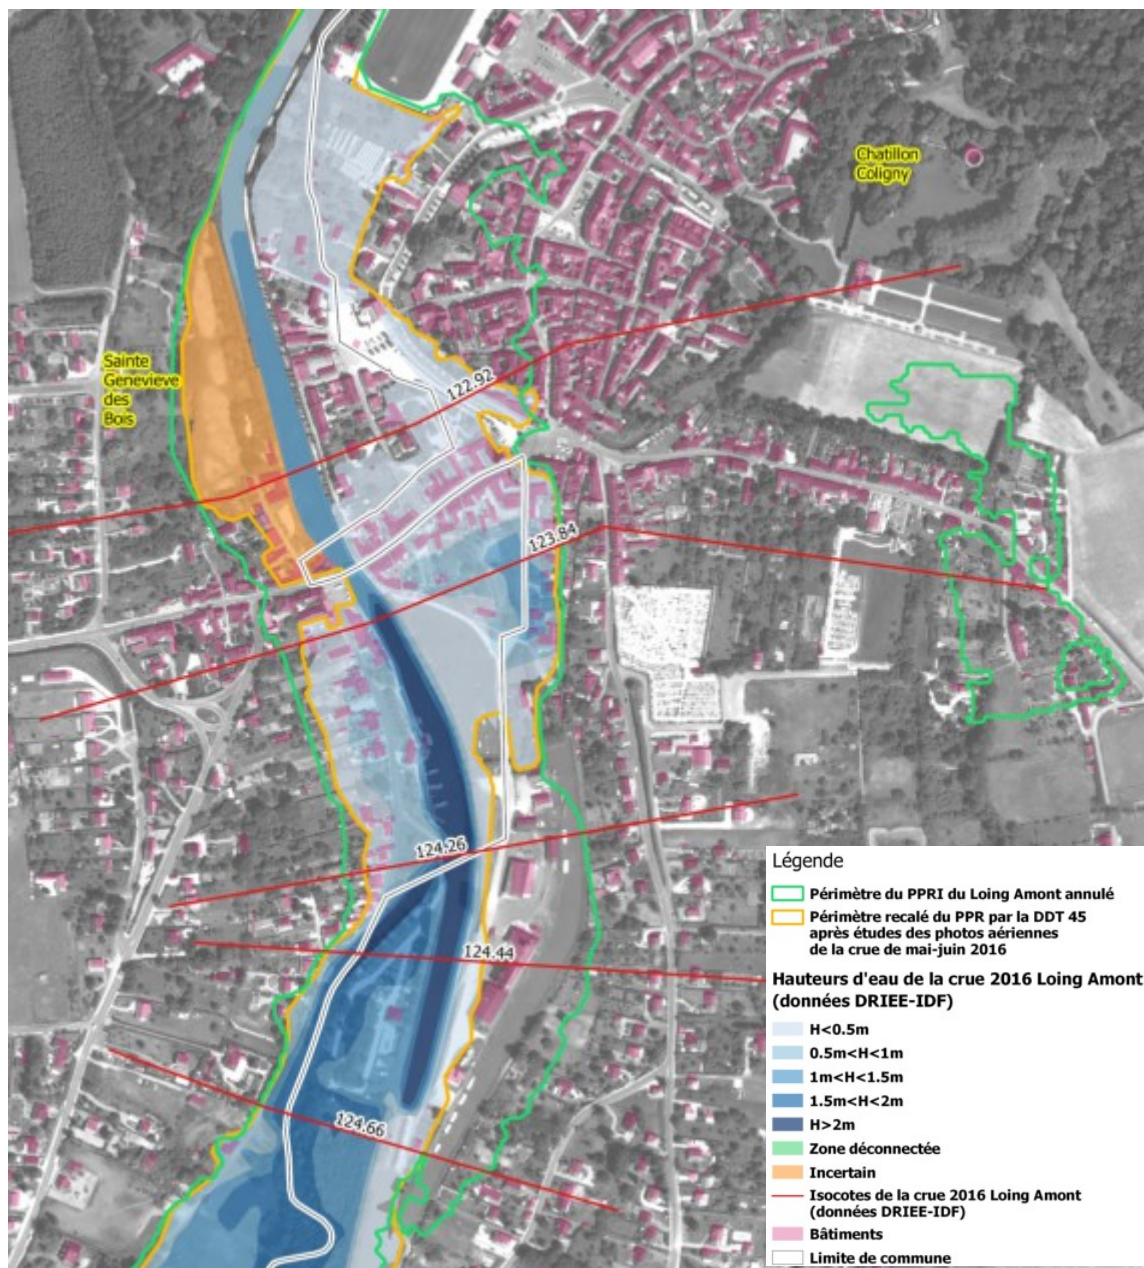 Chatillon
Coligny
Sainte
Genevieve
des
Bois
122.92
123.84
124.26
124.44
124.66
Légende
Périmètre du PPRI du Loing Amont annulé
Périmètre recalé du PPR par la DDT 45
après études des photos aériennes
de la crue de mai-juin 2016
Hauteurs d'eau de la crue 2016 Loing Amont
(données DRIEE-IDF)
H<0.5m
0.5m<H<1m
1m<H<1.5m
1.5m<H<2m
H>2m
Zone déconnectée
Incertain
Isocotes de la crue 2016 Loing Amont
(données DRIEE-IDF)
Bâtiments
Limite de commune